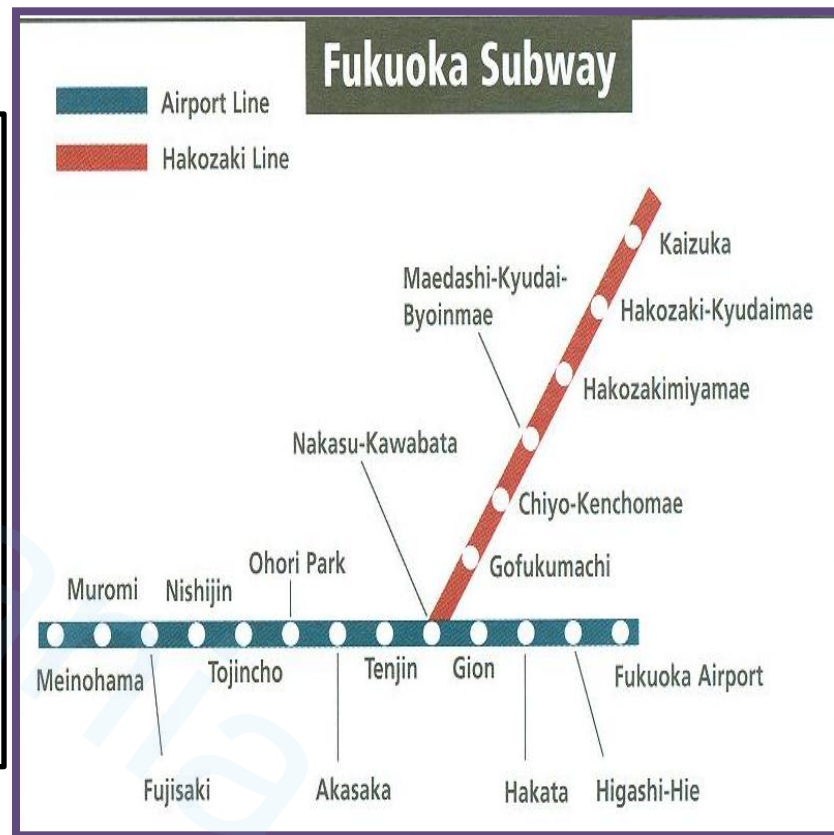 Fukuoka Subway
Airport Line
Hakozaki Line
Kaizuka
Maedashi-Kyudai-
Byoinmae
Hakozaki-Kyudaimae
Hakozakimiyamae
Nakasu-Kawabata
Chiyo-Kenchomae
Gofukumachi
Ohori Park
Muromi
Nishijin
Meinohama
Tojincho
Tenjin
Gion
Fukuoka Airport
Fujisaki
Akasaka
Hakata
Higashi-Hie